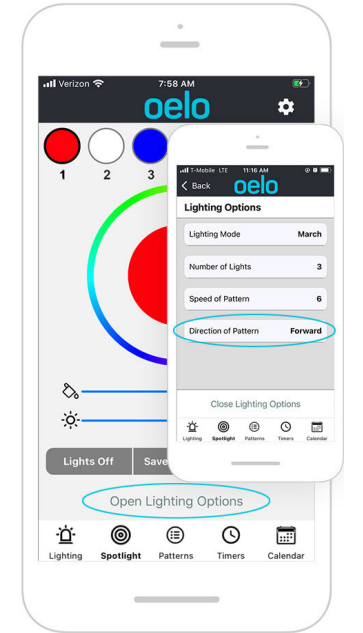 Verizon 7:58 AM
oelo
1 2 3
Lights Off Save
Open Lighting Options
Lighting Spotlight Patterns Timers Calendar
T-Mobile LTE 11:16 AM
Back oelo
Lighting Options
Lighting Mode March
Number of Lights 3
Speed of Pattern 6
Direction of Pattern Forward
Close Lighting Options
Lighting Spotlight Patterns Timers Calendar